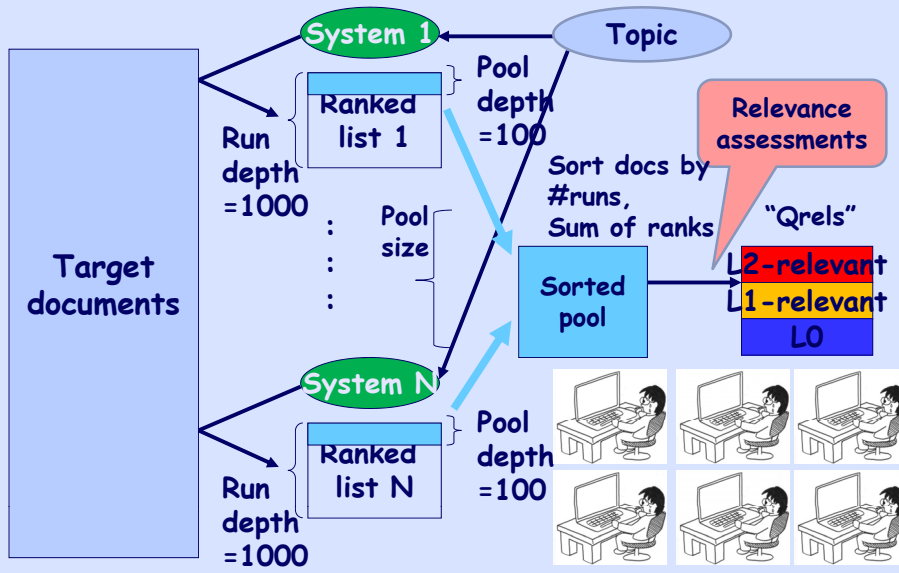 System 1
Topic
Pool
depth
=100
Ranked
list 1
Run
depth
=1000
Relevance
assessments
Sort docs by
#runs,
Sum of ranks
“Qrels”
:
:
:
Pool
size
Target
documents
Sorted
pool
L2-relevant
L1-relevant
L0
System N
Pool
depth
=100
Ranked
list N
Run
depth
=1000